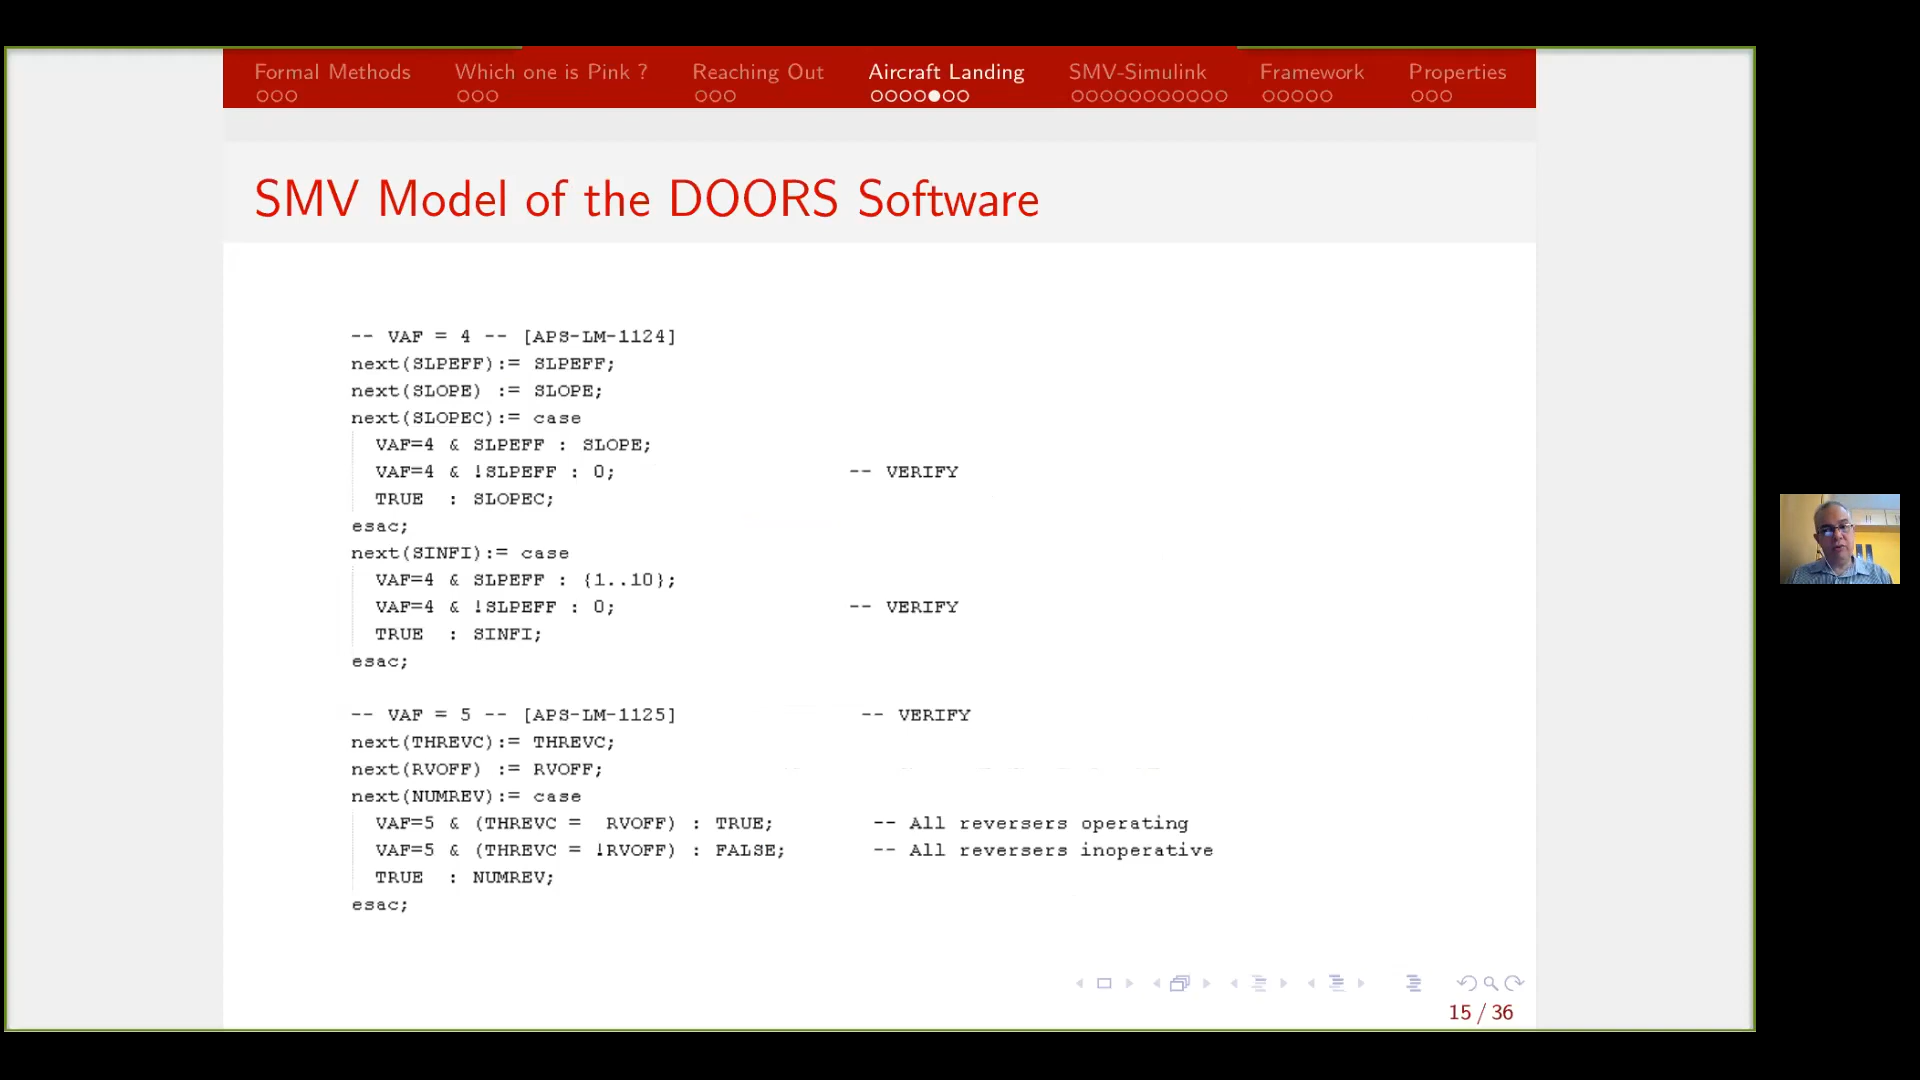 Formal Methods Which one is Pink ? Reaching Out Aircraft Landing SMV-Simulink Framework Properties
SMV Model of the DOORS Software
-- VAF = 4 -- [APS-LM-1124]
next(SLPEFF):= SLPEFF;
next(SLOPE) := SLOPE;
next(SLOPEC):= case
VAF=4 & SLPEFF : SLOPE;
VAF=4 & !SLPEFF : 0; -- VERIFY
TRUE : SLOPEC;
esac;
next(SINFI):= case
VAF=4 & SLPEFF : {1..10};
VAF=4 & !SLPEFF : 0; -- VERIFY
TRUE : SINFI;
esac;
-- VAF = 5 -- [APS-LM-1125] -- VERIFY
next(THREVC):= THREVC;
next(RVOFF) := RVOFF;
next(NUMREV):= case
VAF=5 & (THREVC = RVOFF) : TRUE; -- All reversers operating
VAF=5 & (THREVC = !RVOFF) : FALSE; -- All reversers inoperative
TRUE : NUMREV;
esac;
15 / 36